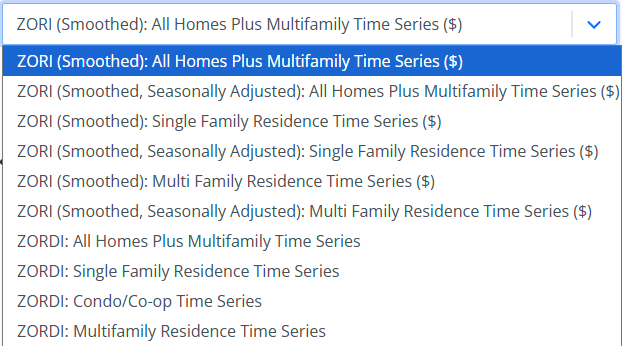 ZORI (Smoothed): All Homes Plus Multifamily Time Series ($)
ZORI (Smoothed): All Homes Plus Multifamily Time Series ($)
ZORI (Smoothed, Seasonally Adjusted): All Homes Plus Multifamily Time Series ($)
ZORI (Smoothed): Single Family Residence Time Series ($)
ZORI (Smoothed, Seasonally Adjusted): Single Family Residence Time Series ($)
ZORI (Smoothed): Multi Family Residence Time Series ($)
ZORI (Smoothed, Seasonally Adjusted): Multi Family Residence Time Series ($)
ZORDI: All Homes Plus Multifamily Time Series
ZORDI: Single Family Residence Time Series
ZORDI: Condo/Co-op Time Series
ZORDI: Multifamily Residence Time Series